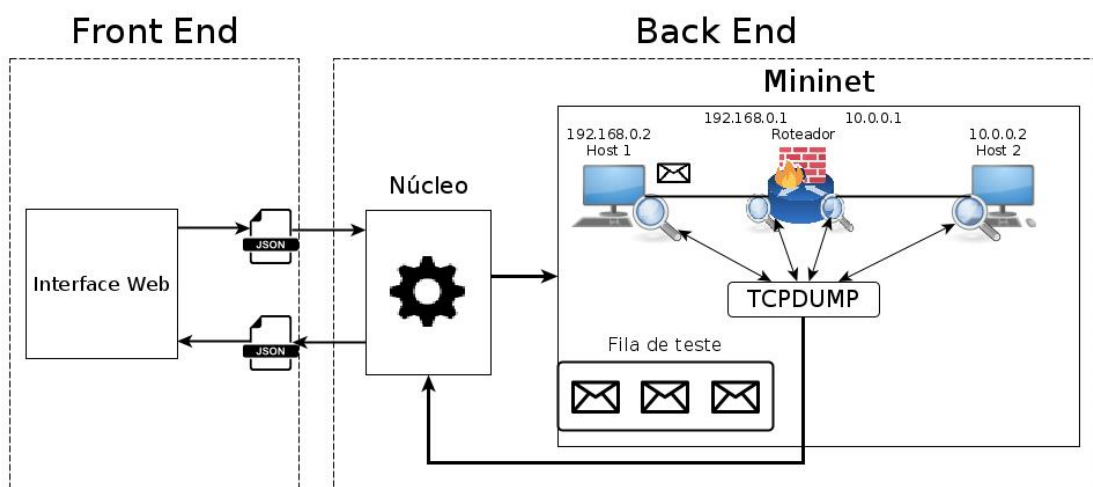 Front End
Back End
Mininet
192.168.0.1
10.0.0.1
192.168.0.2
Host 1
Roteador
10.0.0.2
Host 2
Núcleo
JSON
Interface Web
TCPDUMP
JSON
Fila de teste